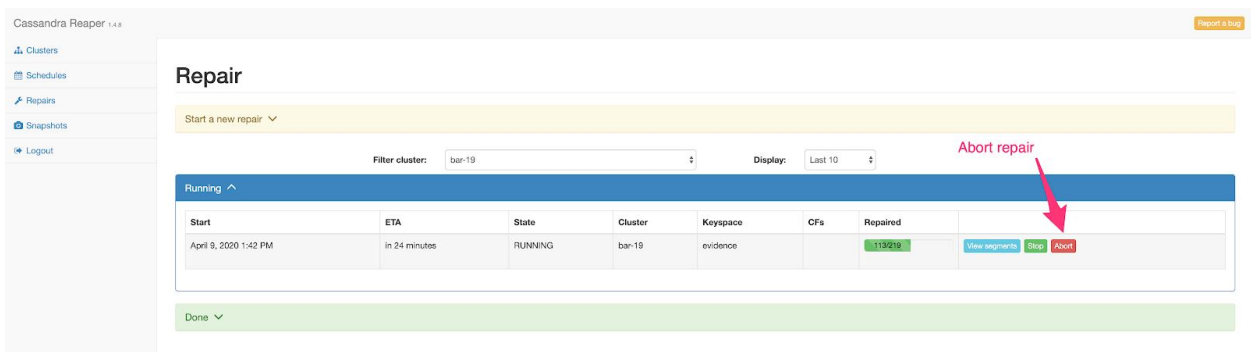 Cassandra Reaper 1.4.8
Report a bug
Clusters
Schedules
Repairs
Snapshots
Logout
Repair
Start a new repair
Filter cluster: bar-19 Display: Last 10
Abort repair
Running
Start ETA State Cluster Keyspace CFs Repaired
April 9, 2020 1:42 PM in 24 minutes RUNNING bar-19 evidence 113/219 View segments Stop Abort
Done